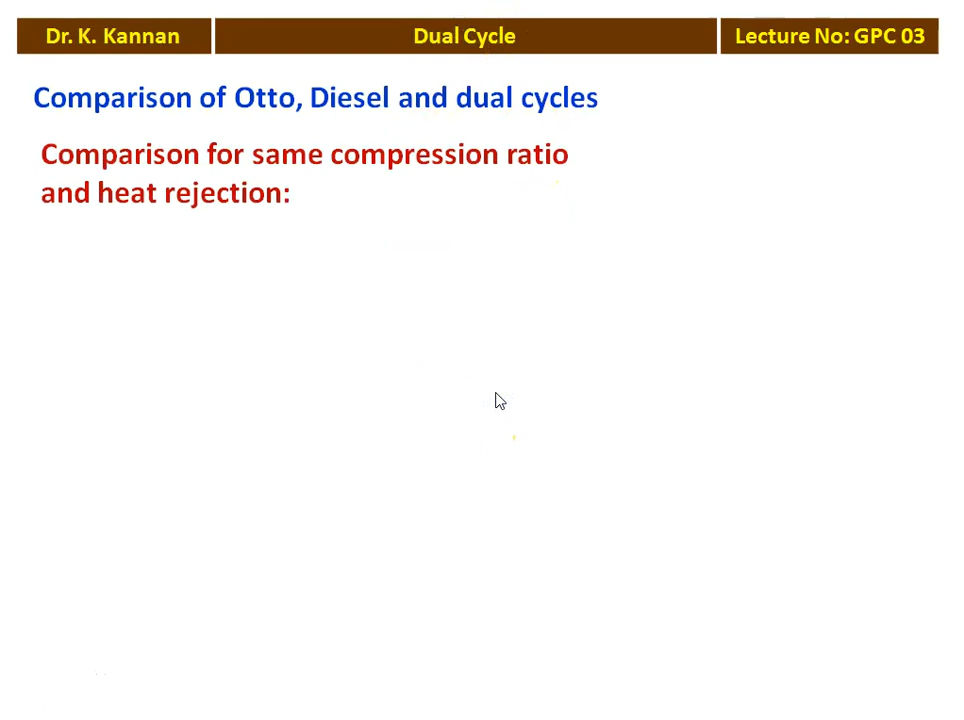 Dr. K. Kannan
Dual Cycle
Lecture No: GPC 03
Comparison of Otto, Diesel and dual cycles
Comparison for same compression ratio
and heat rejection: